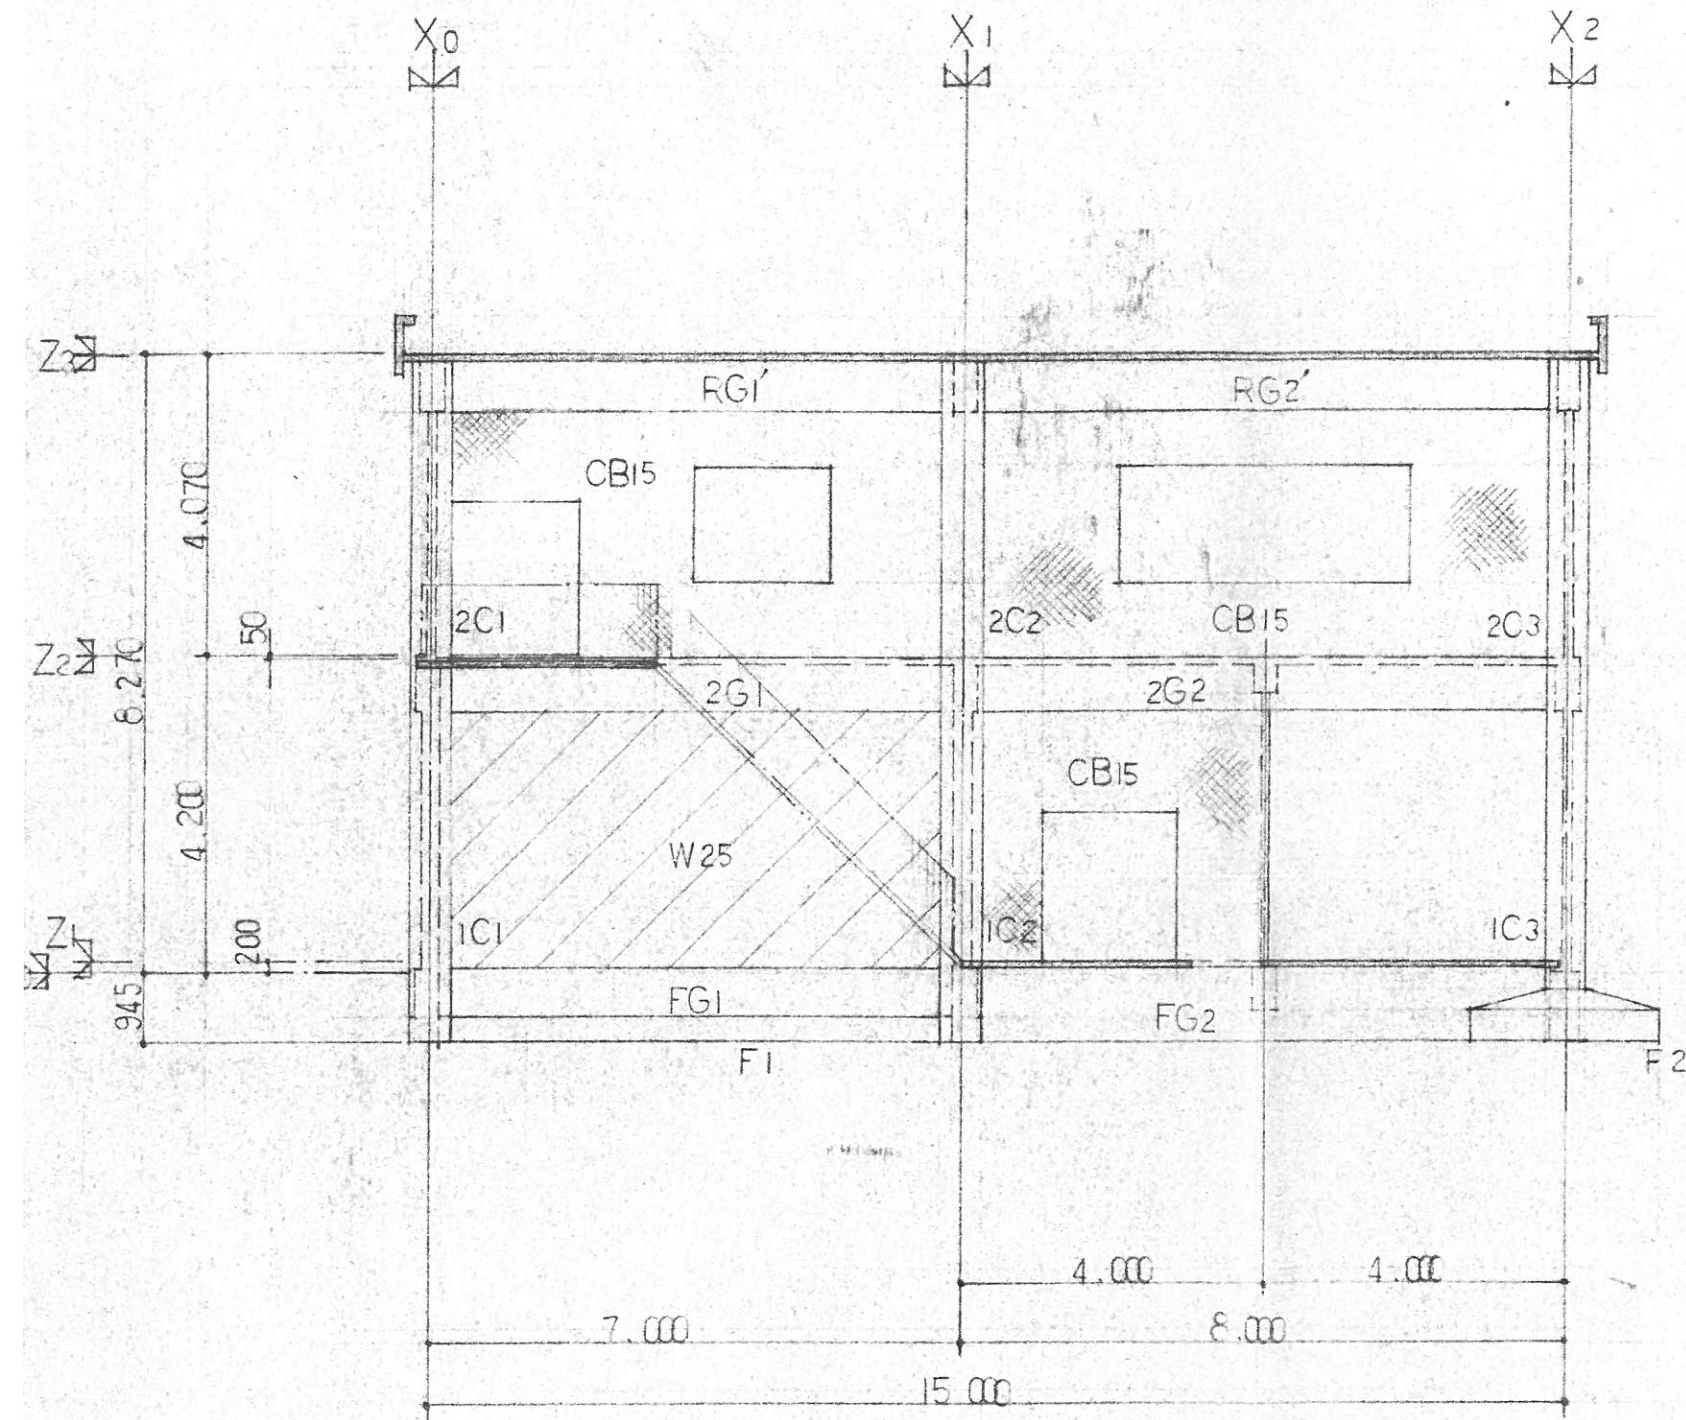 X0 X1 X2
Z3
RG1' RG2'
4.070
CB15
50
2C1 2C2 CB15 2C3
Z2
8.270
2G1 2G2
CB15
4.200
W25
Z1
200
1C1 1C2 1C3
945
FG1 FG2
F1 F2
4.000 4.000
7.000 8.000
15.000